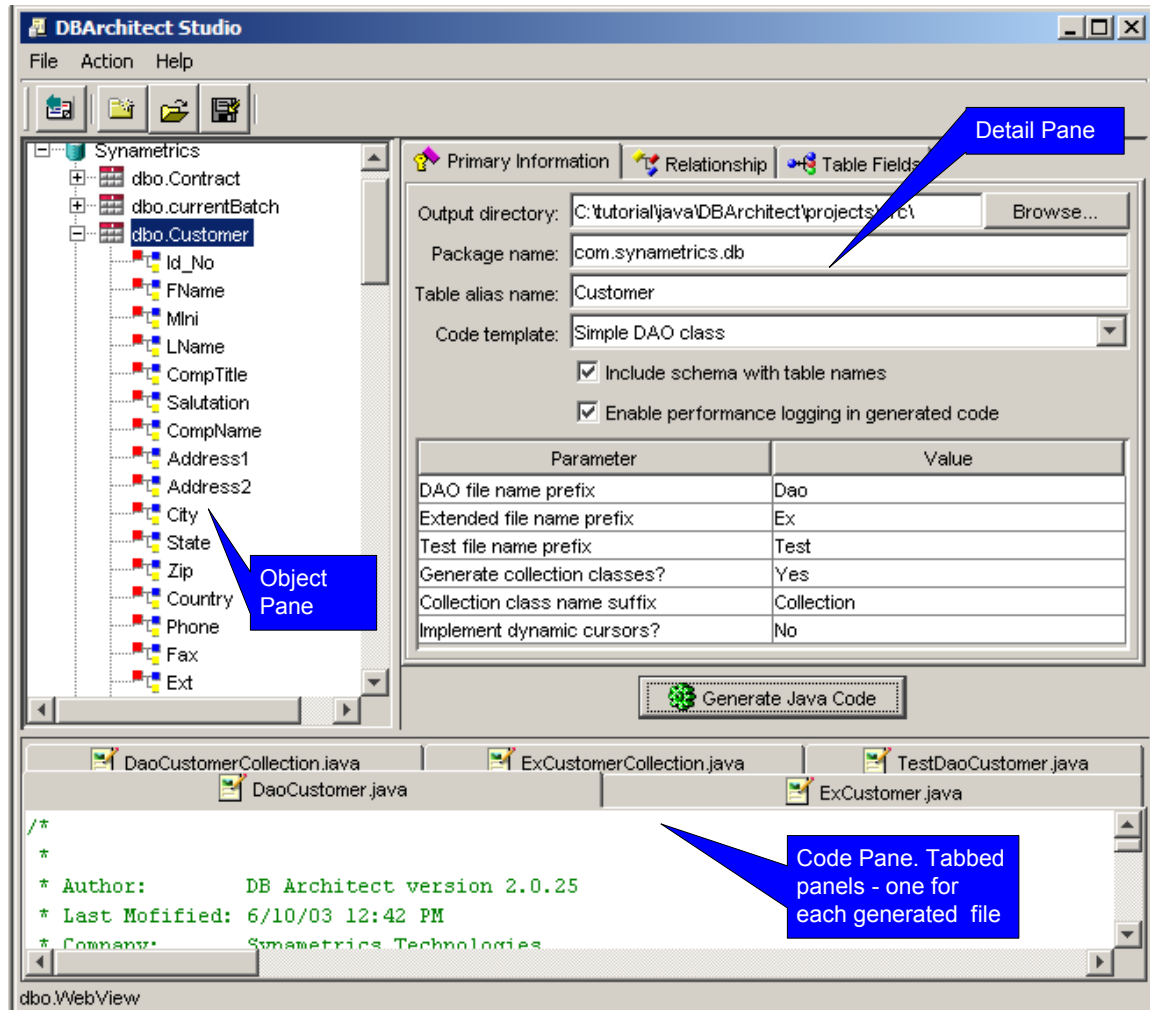 DBArchitect Studio
File Action Help
Synametrics
dbo.Contract
dbo.currentBatch
dbo.Customer
Id_No
FName
MIni
LName
CompTitle
Salutation
CompName
Address1
Address2
City
State
Zip
Country
Phone
Fax
Ext
Object
Pane
Detail Pane
Primary Information Relationship Table Fields
Output directory: C:\tutorial\java\DBArchitect\projects\ Browse...
Package name: com.synametrics.db
Table alias name: Customer
Code template: Simple DAO class
Include schema with table names
Enable performance logging in generated code
Parameter Value
DAO file name prefix Dao
Extended file name prefix Ex
Test file name prefix Test
Generate collection classes? Yes
Collection class name suffix Collection
Implement dynamic cursors? No
Generate Java Code
DaoCustomerCollection.java ExCustomerCollection.java TestDaoCustomer.java
DaoCustomer.java ExCustomer.java
/*
*
* Author: DB Architect version 2.0.25
* Last Mofified: 6/10/03 12:42 PM
* Company: Synametrics Technologies
Code Pane. Tabbed
panels - one for
each generated file
dbo.WebView